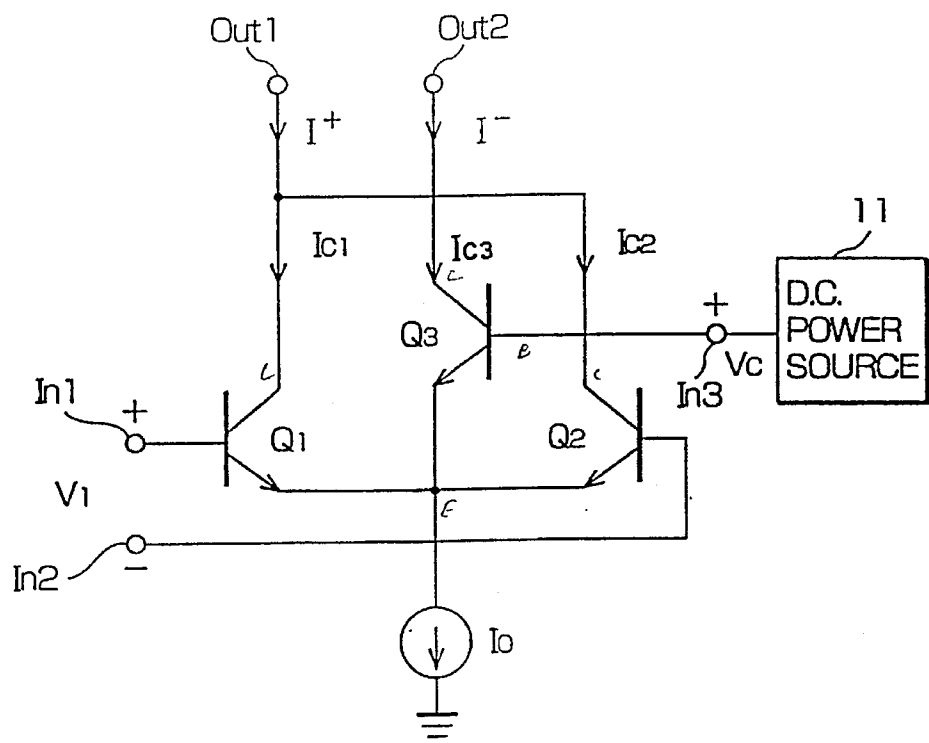 Out1 Out2
I+ I-
11
Ic1 Ic3 Ic2
C
D.C.
POWER
SOURCE
+
Q3
B
Vc
In3
In1
+
C
C
Q1 Q2
V1
E
In2
-
Io